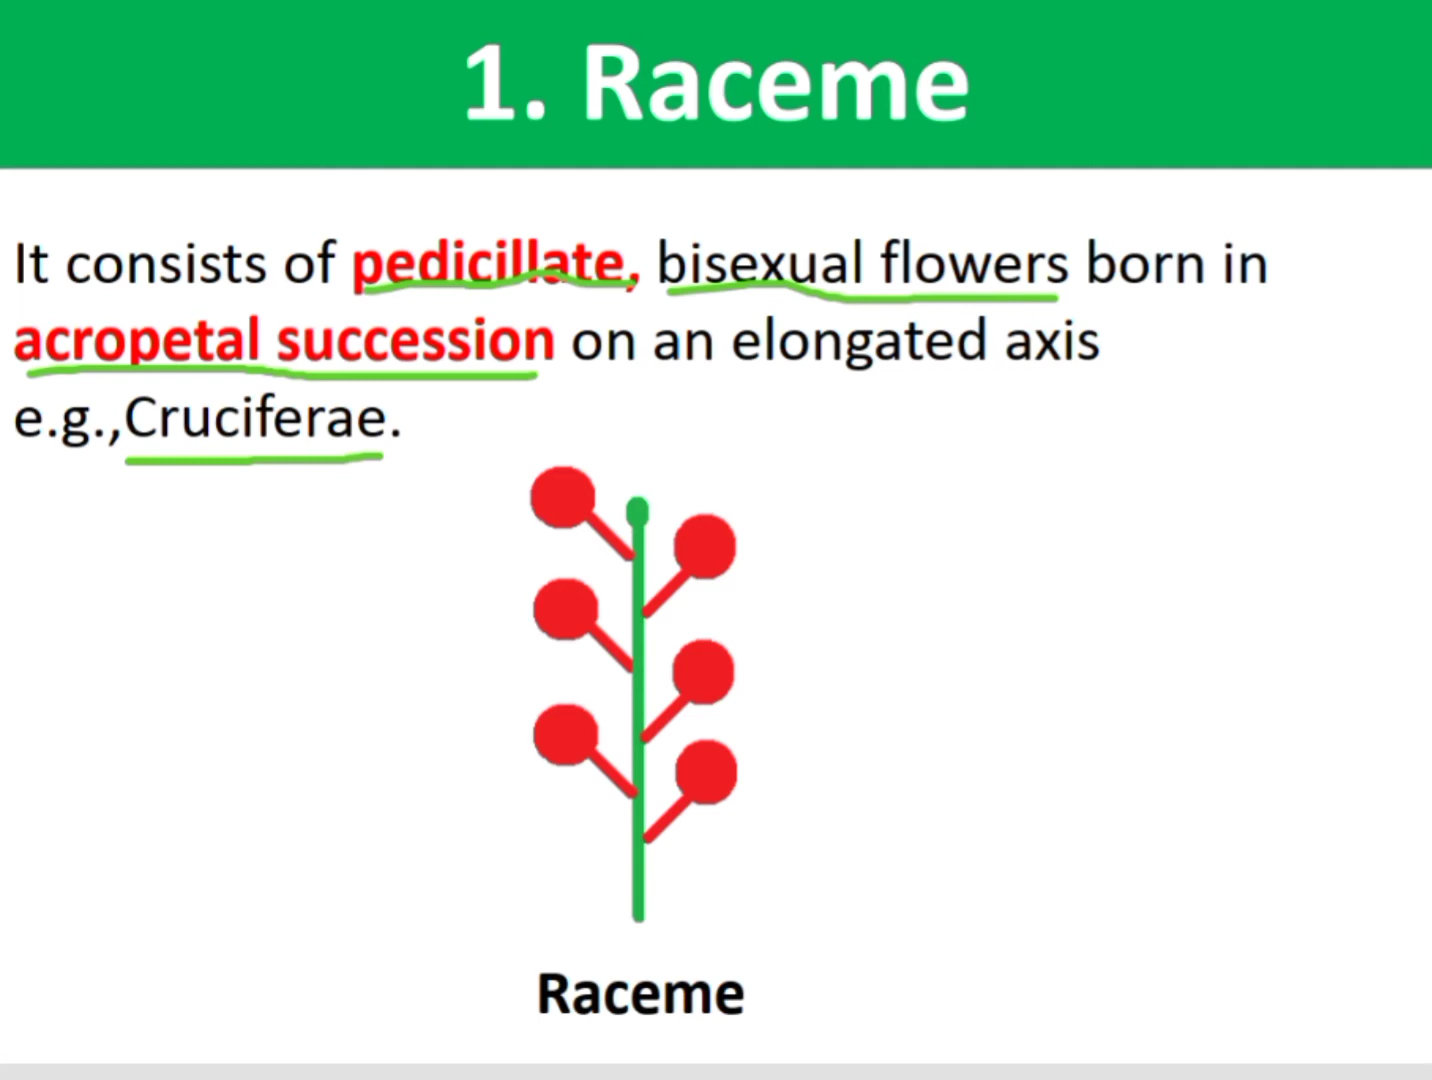 1. Raceme
It consists of pedicillate, bisexual flowers born in
acropetal succession on an elongated axis
e.g.,Cruciferae.
Raceme